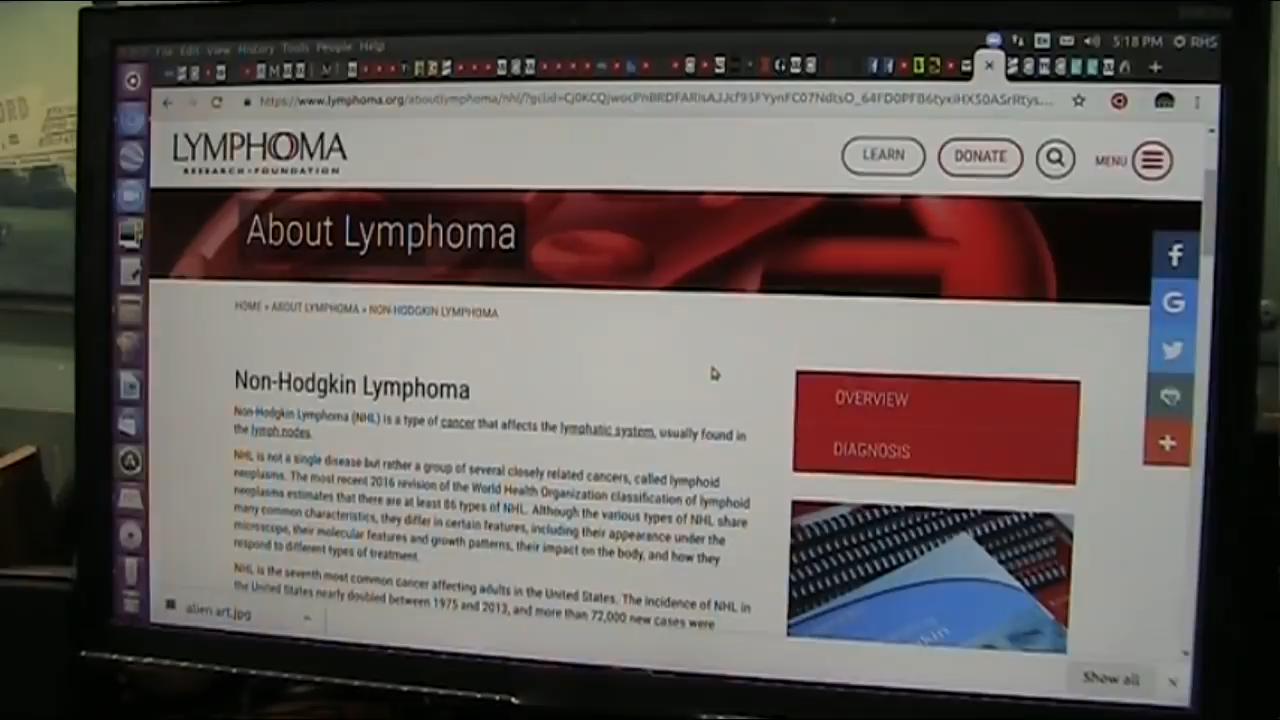 File Edit View History Tools People Help
5:18 PM RHS
LYMPHOMA
RESEARCH • FOUNDATION
LEARN
DONATE
MENU
About Lymphoma
HOME » ABOUT LYMPHOMA » NON-HODGKIN LYMPHOMA
Non-Hodgkin Lymphoma
Non-Hodgkin Lymphoma (NHL) is a type of cancer that affects the lymphatic system, usually found in
the lymph nodes.
NHL is not a single disease but rather a group of several closely related cancers, called lymphoid
neoplasms. The most recent 2016 revision of the World Health Organization classification of lymphoid
neoplasms estimates that there are at least 86 types of NHL. Although the various types of NHL share
many common characteristics, they differ in certain features, including their appearance under the
microscope, their molecular features and growth patterns, their impact on the body, and how they
respond to different types of treatment.
NHL is the seventh most common cancer affecting adults in the United States. The incidence of NHL in
the United States nearly doubled between 1975 and 2013, and more than 72,000 new cases were
OVERVIEW
DIAGNOSIS
alien art.jpg
Show all